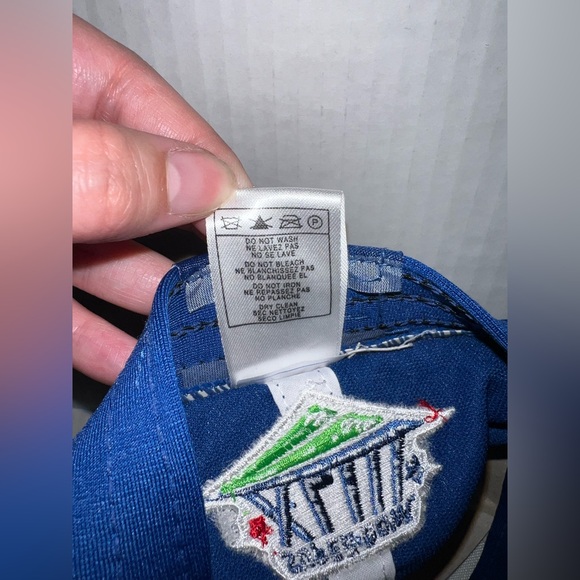 P
DO NOT WASH
NE LAVEZ PAS
NO SE LAVE
DO NOT BLEACH
NE BLANCHISSEZ PAS
NO BLANQUEE EL
DO NOT IRON
NE REPASSEZ PAS
NO PLANCHE
DRY CLEAN
SEC NETTOYEZ
SECO LIMPIE